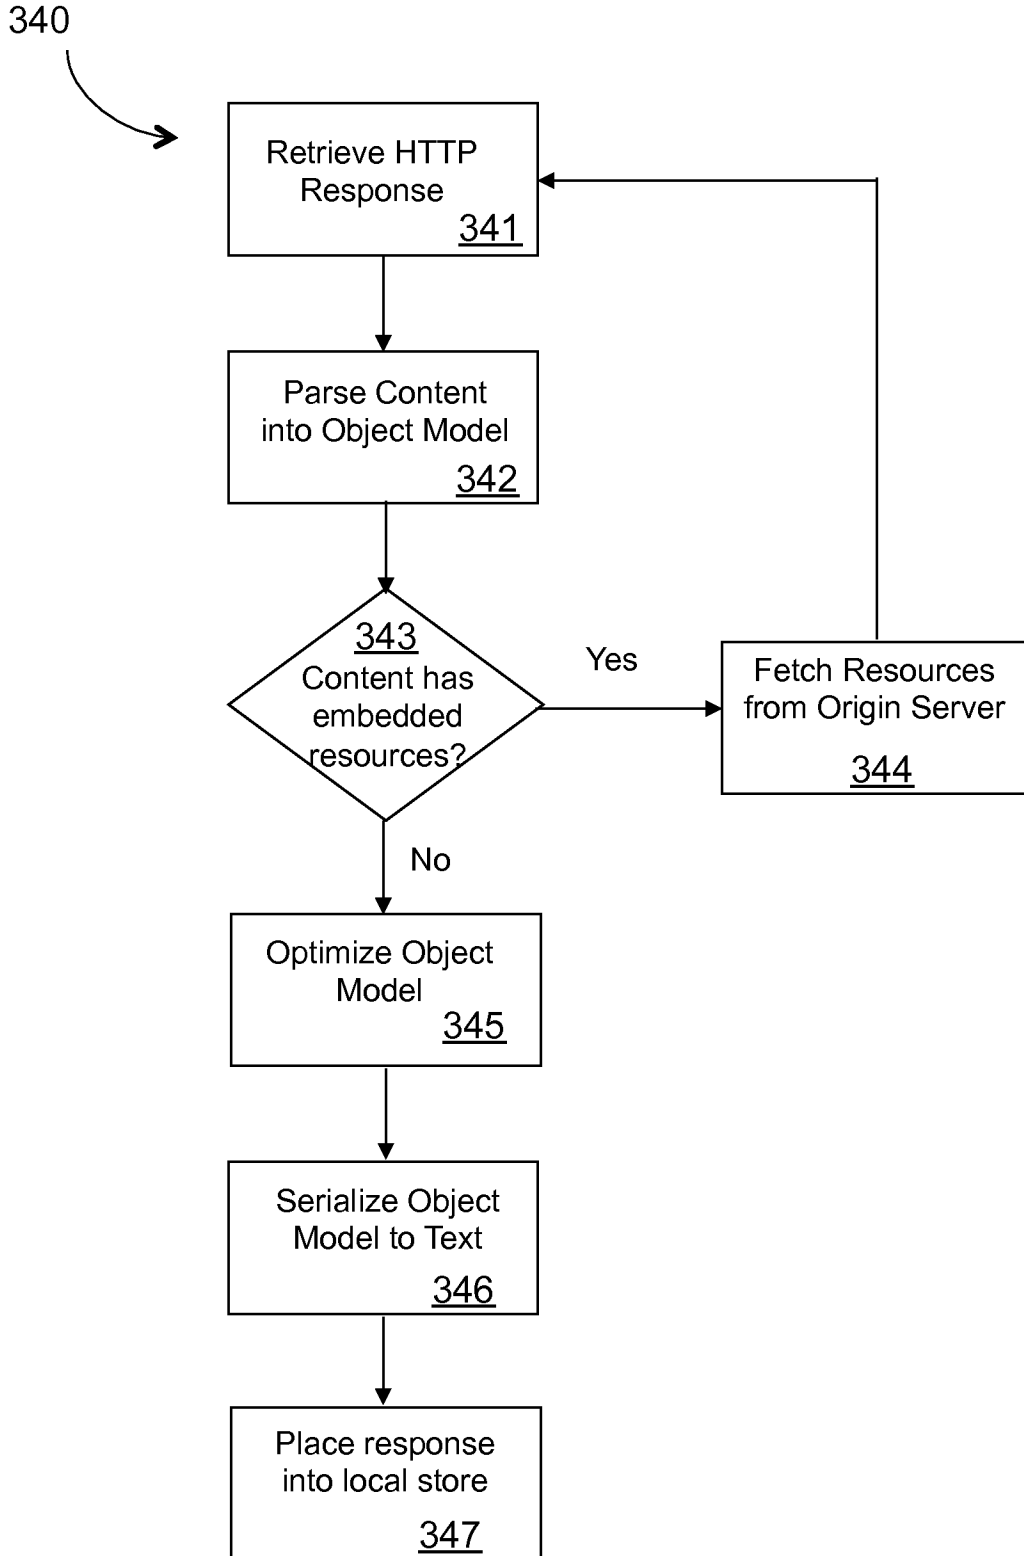 340
Retrieve HTTP
Response
341
Parse Content
into Object Model
342
343
Content has
embedded
resources?
Yes
Fetch Resources
from Origin Server
344
No
Optimize Object
Model
345
Serialize Object
Model to Text
346
Place response
into local store
347